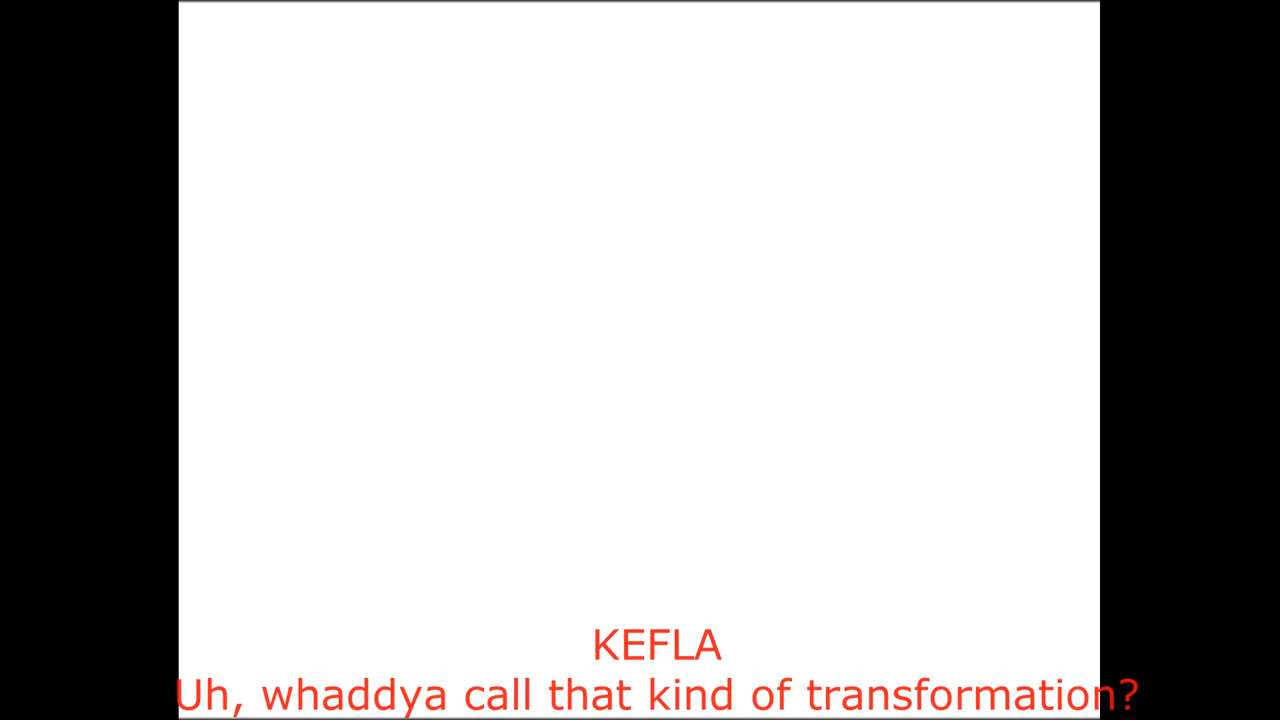 KEFLA
Uh, whaddya call that kind of transformation?